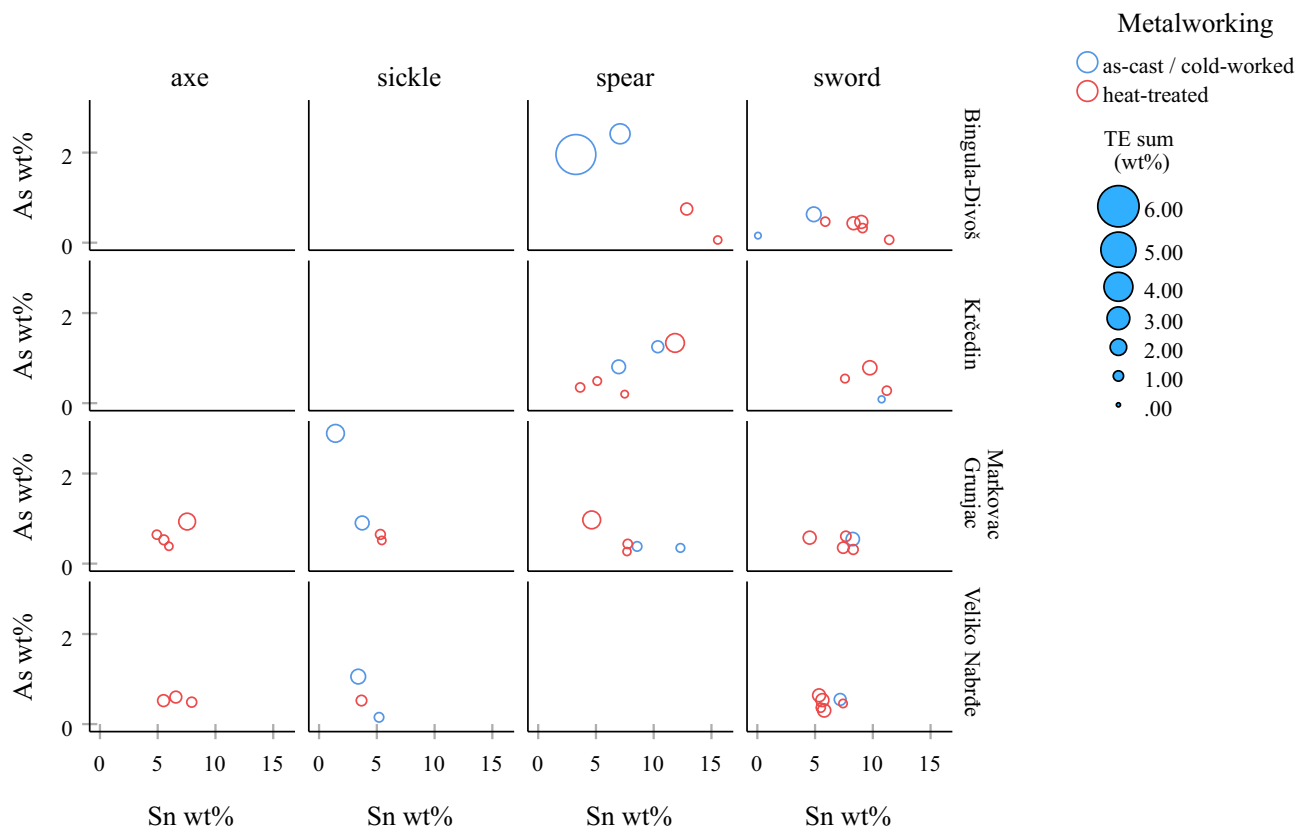 Metalworking
as-cast / cold-worked
heat-treated
TE sum
(wt%)
6.00
5.00
4.00
3.00
2.00
1.00
.00
axe
sickle
spear
sword
As wt%
2
0
Bingula-Divoš
As wt%
2
0
Krčedin
As wt%
2
0
Markovac
Grunjac
As wt%
2
0
Veliko Nabrđe
0 5 10 15
0 5 10 15
0 5 10 15
0 5 10 15
Sn wt%
Sn wt%
Sn wt%
Sn wt%